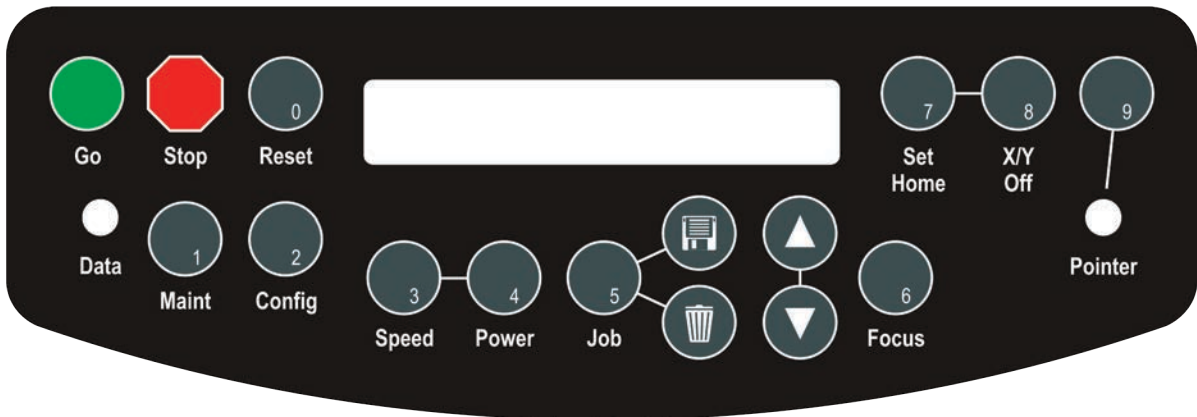 0
7
8
9
Go
Stop
Reset
Set
Home
X/Y
Off
1
2
Data
Maint
Config
Pointer
3
4
5
6
Speed
Power
Job
Focus